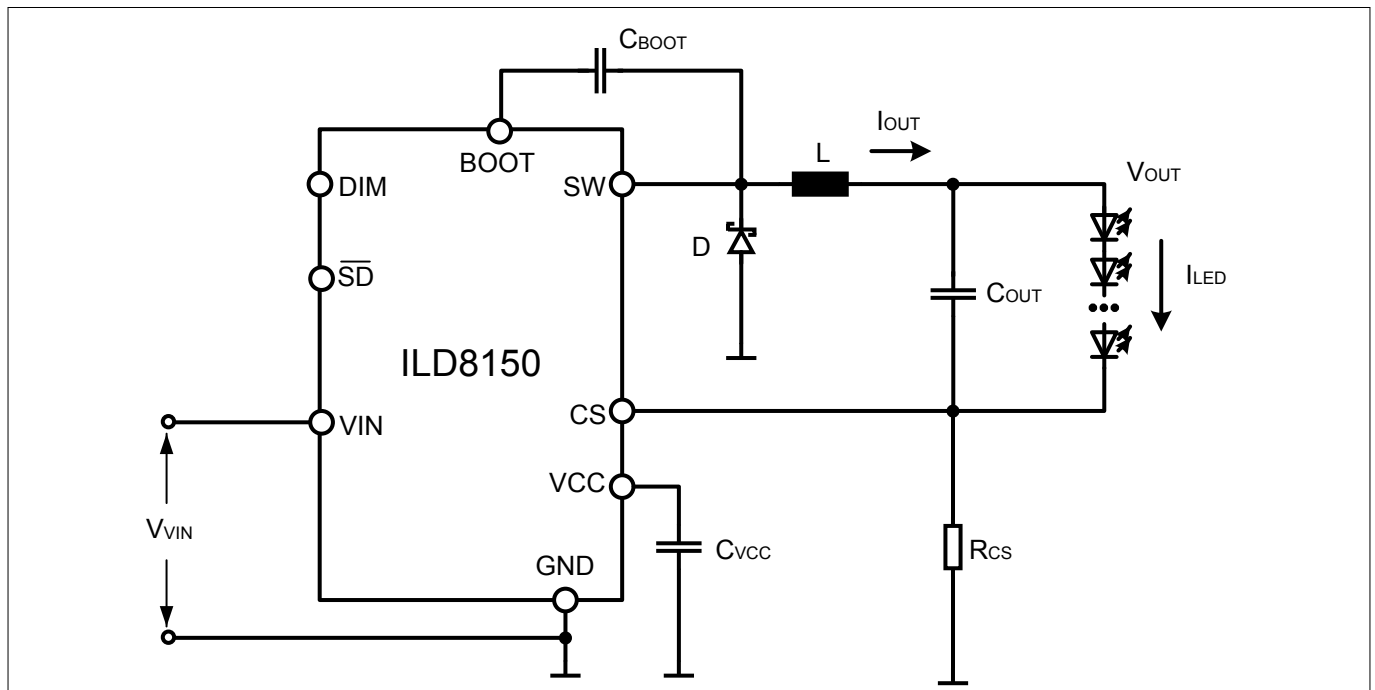 CBOOT
BOOT
DIM
SW
L
IOUT
VOUT
D
SD
COUT
ILED
ILD8150
VIN
CS
VCC
VVIN
CVCC
RCS
GND